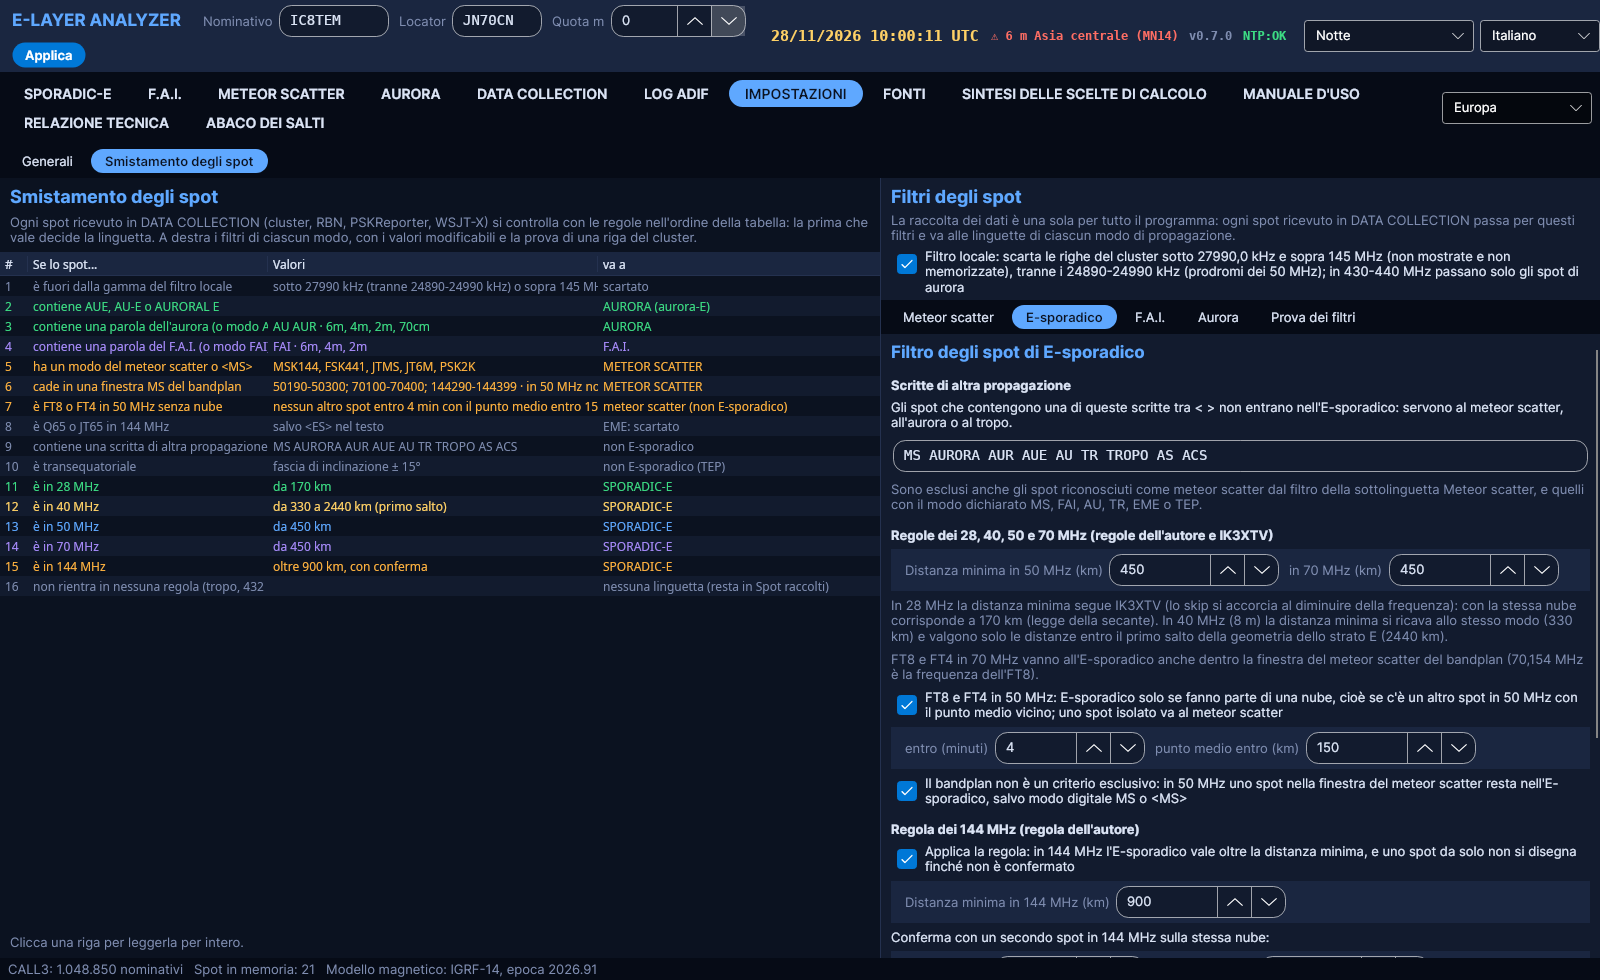 E-LAYER ANALYZER Nominativo IC8TEM Locator JN70CN Quota m 0
28/11/2026 10:00:11 UTC ⚠ 6 m Asia centrale (MN14) v0.7.0 NTP:OK Notte Italiano
Applica
SPORADIC-E F.A.I. METEOR SCATTER AURORA DATA COLLECTION LOG ADIF IMPOSTAZIONI FONTI SINTESI DELLE SCELTE DI CALCOLO MANUALE D'USO
RELAZIONE TECNICA ABACO DEI SALTI
Europa
Generali Smistamento degli spot
Smistamento degli spot
Ogni spot ricevuto in DATA COLLECTION (cluster, RBN, PSKReporter, WSJT-X) si controlla con le regole nell'ordine della tabella: la prima che
vale decide la linguetta. A destra i filtri di ciascun modo, con i valori modificabili e la prova di una riga del cluster.
# Se lo spot... Valori va a
1 è fuori dalla gamma del filtro locale sotto 27990 kHz (tranne 24890-24990 kHz) o sopra 145 MH scartato
2 contiene AUE, AU-E o AURORAL E AURORA (aurora-E)
3 contiene una parola dell'aurora (o modo A AU AUR · 6m, 4m, 2m, 70cm AURORA
4 contiene una parola del F.A.I. (o modo FAI FAI · 6m, 4m, 2m F.A.I.
5 ha un modo del meteor scatter o <MS> MSK144, FSK441, JTMS, JT6M, PSK2K METEOR SCATTER
6 cade in una finestra MS del bandplan 50190-50300; 70100-70400; 144290-144399 · in 50 MHz nc METEOR SCATTER
7 è FT8 o FT4 in 50 MHz senza nube nessun altro spot entro 4 min con il punto medio entro 15 meteor scatter (non E-sporadico)
8 è Q65 o JT65 in 144 MHz salvo <ES> nel testo EME: scartato
9 contiene una scritta di altra propagazione MS AURORA AUR AUE AU TR TROPO AS ACS non E-sporadico
10 è transequatoriale fascia di inclinazione ± 15° non E-sporadico (TEP)
11 è in 28 MHz da 170 km SPORADIC-E
12 è in 40 MHz da 330 a 2440 km (primo salto) SPORADIC-E
13 è in 50 MHz da 450 km SPORADIC-E
14 è in 70 MHz da 450 km SPORADIC-E
15 è in 144 MHz oltre 900 km, con conferma SPORADIC-E
16 non rientra in nessuna regola (tropo, 432 nessuna linguetta (resta in Spot raccolti)
Clicca una riga per leggerla per intero.
Filtri degli spot
La raccolta dei dati è una sola per tutto il programma: ogni spot ricevuto in DATA COLLECTION passa per questi
filtri e va alle linguette di ciascun modo di propagazione.
Filtro locale: scarta le righe del cluster sotto 27990,0 kHz e sopra 145 MHz (non mostrate e non
memorizzate), tranne i 24890-24990 kHz (prodromi dei 50 MHz); in 430-440 MHz passano solo gli spot di
aurora
Meteor scatter E-sporadico F.A.I. Aurora Prova dei filtri
Filtro degli spot di E-sporadico
Scritte di altra propagazione
Gli spot che contengono una di queste scritte tra < > non entrano nell'E-sporadico: servono al meteor scatter,
all'aurora o al tropo.
MS AURORA AUR AUE AU TR TROPO AS ACS
Sono esclusi anche gli spot riconosciuti come meteor scatter dal filtro della sottolinguetta Meteor scatter, e quelli
con il modo dichiarato MS, FAI, AU, TR, EME o TEP.
Regole dei 28, 40, 50 e 70 MHz (regole dell'autore e IK3XTV)
Distanza minima in 50 MHz (km) 450 in 70 MHz (km) 450
In 28 MHz la distanza minima segue IK3XTV (lo skip si accorcia al diminuire della frequenza): con la stessa nube
corrisponde a 170 km (legge della secante). In 40 MHz (8 m) la distanza minima si ricava allo stesso modo (330
km) e valgono solo le distanze entro il primo salto della geometria dello strato E (2440 km).
FT8 e FT4 in 70 MHz vanno all'E-sporadico anche dentro la finestra del meteor scatter del bandplan (70,154 MHz
è la frequenza dell'FT8).
FT8 e FT4 in 50 MHz: E-sporadico solo se fanno parte di una nube, cioè se c'è un altro spot in 50 MHz con
il punto medio vicino; uno spot isolato va al meteor scatter
entro (minuti) 4 punto medio entro (km) 150
Il bandplan non è un criterio esclusivo: in 50 MHz uno spot nella finestra del meteor scatter resta nell'E-
sporadico, salvo modo digitale MS o <MS>
Regola dei 144 MHz (regola dell'autore)
Applica la regola: in 144 MHz l'E-sporadico vale oltre la distanza minima, e uno spot da solo non si disegna
finché non è confermato
Distanza minima in 144 MHz (km) 900
Conferma con un secondo spot in 144 MHz sulla stessa nube:
CALL3: 1.048.850 nominativi Spot in memoria: 21 Modello magnetico: IGRF-14, epoca 2026.91